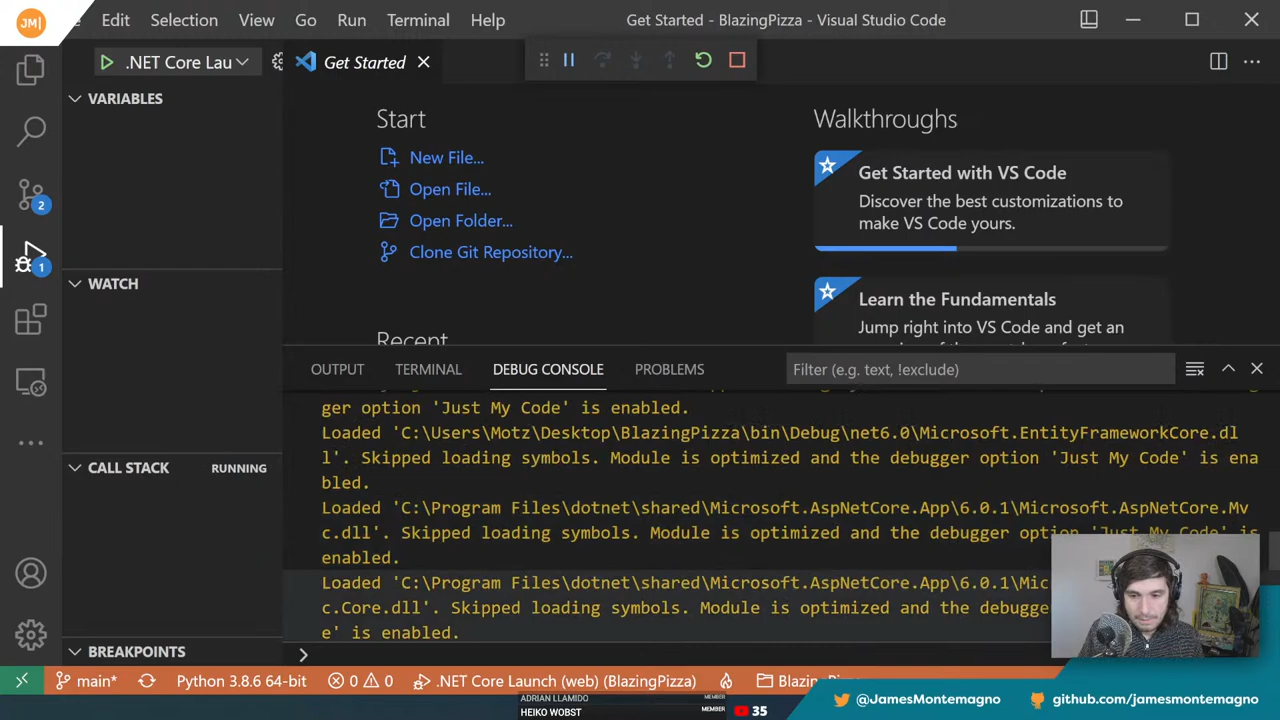 JM|
Edit Selection View Go Run Terminal Help
Get Started - BlazingPizza - Visual Studio Code
.NET Core Lau
Get Started
VARIABLES
WATCH
CALL STACK
RUNNING
BREAKPOINTS
2
1
Start
New File...
Open File...
Open Folder...
Clone Git Repository...
Recent
Walkthroughs
Get Started with VS Code
Discover the best customizations to
make VS Code yours.
Learn the Fundamentals
Jump right into VS Code and get an
OUTPUT TERMINAL DEBUG CONSOLE PROBLEMS
Filter (e.g. text, !exclude)
ger option 'Just My Code' is enabled.
Loaded 'C:\Users\Motz\Desktop\BlazingPizza\bin\Debug\net6.0\Microsoft.EntityFrameworkCore.dl
l'. Skipped loading symbols. Module is optimized and the debugger option 'Just My Code' is ena
bled.
Loaded 'C:\Program Files\dotnet\shared\Microsoft.AspNetCore.App\6.0.1\Microsoft.AspNetCore.Mv
c.dll'. Skipped loading symbols. Module is optimized and the debugger option 'Just My Code' is
enabled.
Loaded 'C:\Program Files\dotnet\shared\Microsoft.AspNetCore.App\6.0.1\Mic
c.Core.dll'. Skipped loading symbols. Module is optimized and the debugger
e' is enabled.
main* Python 3.8.6 64-bit 0 0 .NET Core Launch (web) (BlazingPizza)
ADRIAN LLAMIDO MEMBER
HEIKO WOBST MEMBER
35
@JamesMontemagno
github.com/jamesmontemagno